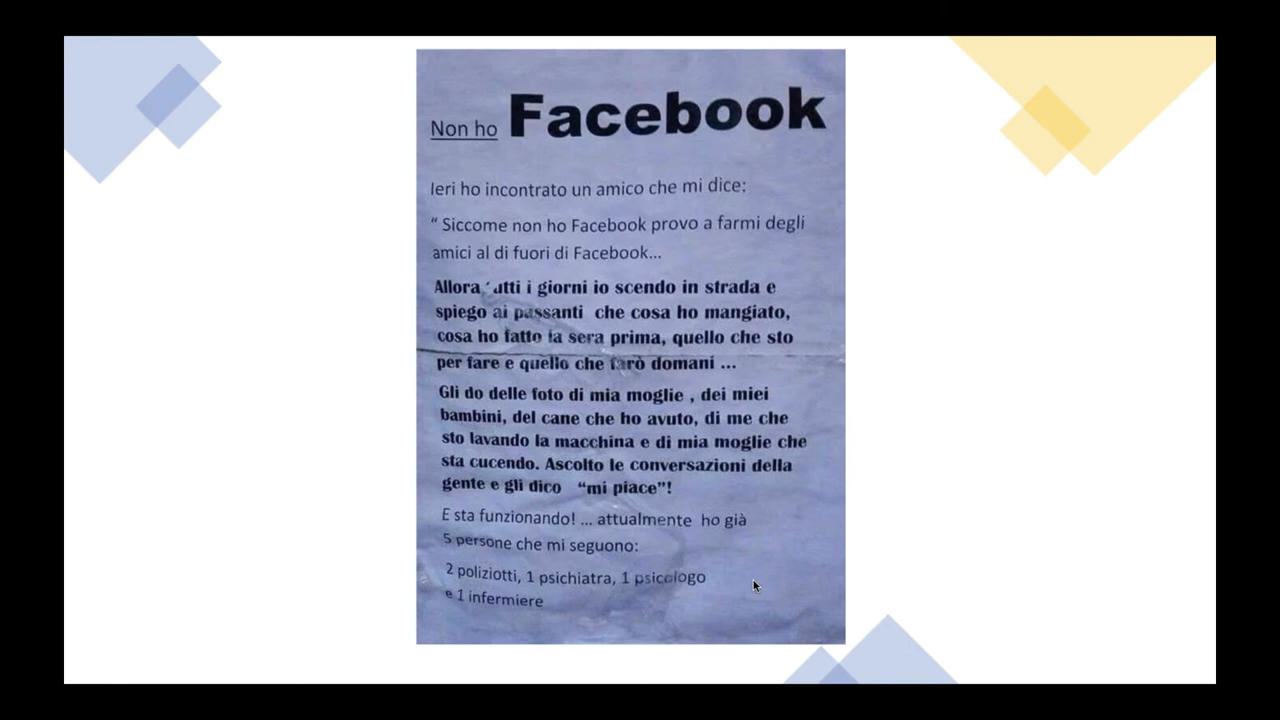 Non ho Facebook
Ieri ho incontrato un amico che mi dice:
“ Siccome non ho Facebook provo a farmi degli
amici al di fuori di Facebook...
Allora tutti i giorni io scendo in strada e
spiego ai passanti che cosa ho mangiato,
cosa ho fatto la sera prima, quello che sto
per fare e quello che farò domani ...
Gli do delle foto di mia moglie , dei miei
bambini, del cane che ho avuto, di me che
sto lavando la macchina e di mia moglie che
sta cucendo. Ascolto le conversazioni della
gente e gli dico “mi piace”!
E sta funzionando! ... attualmente ho già
5 persone che mi seguono:
2 poliziotti, 1 psichiatra, 1 psicologo
e 1 infermiere